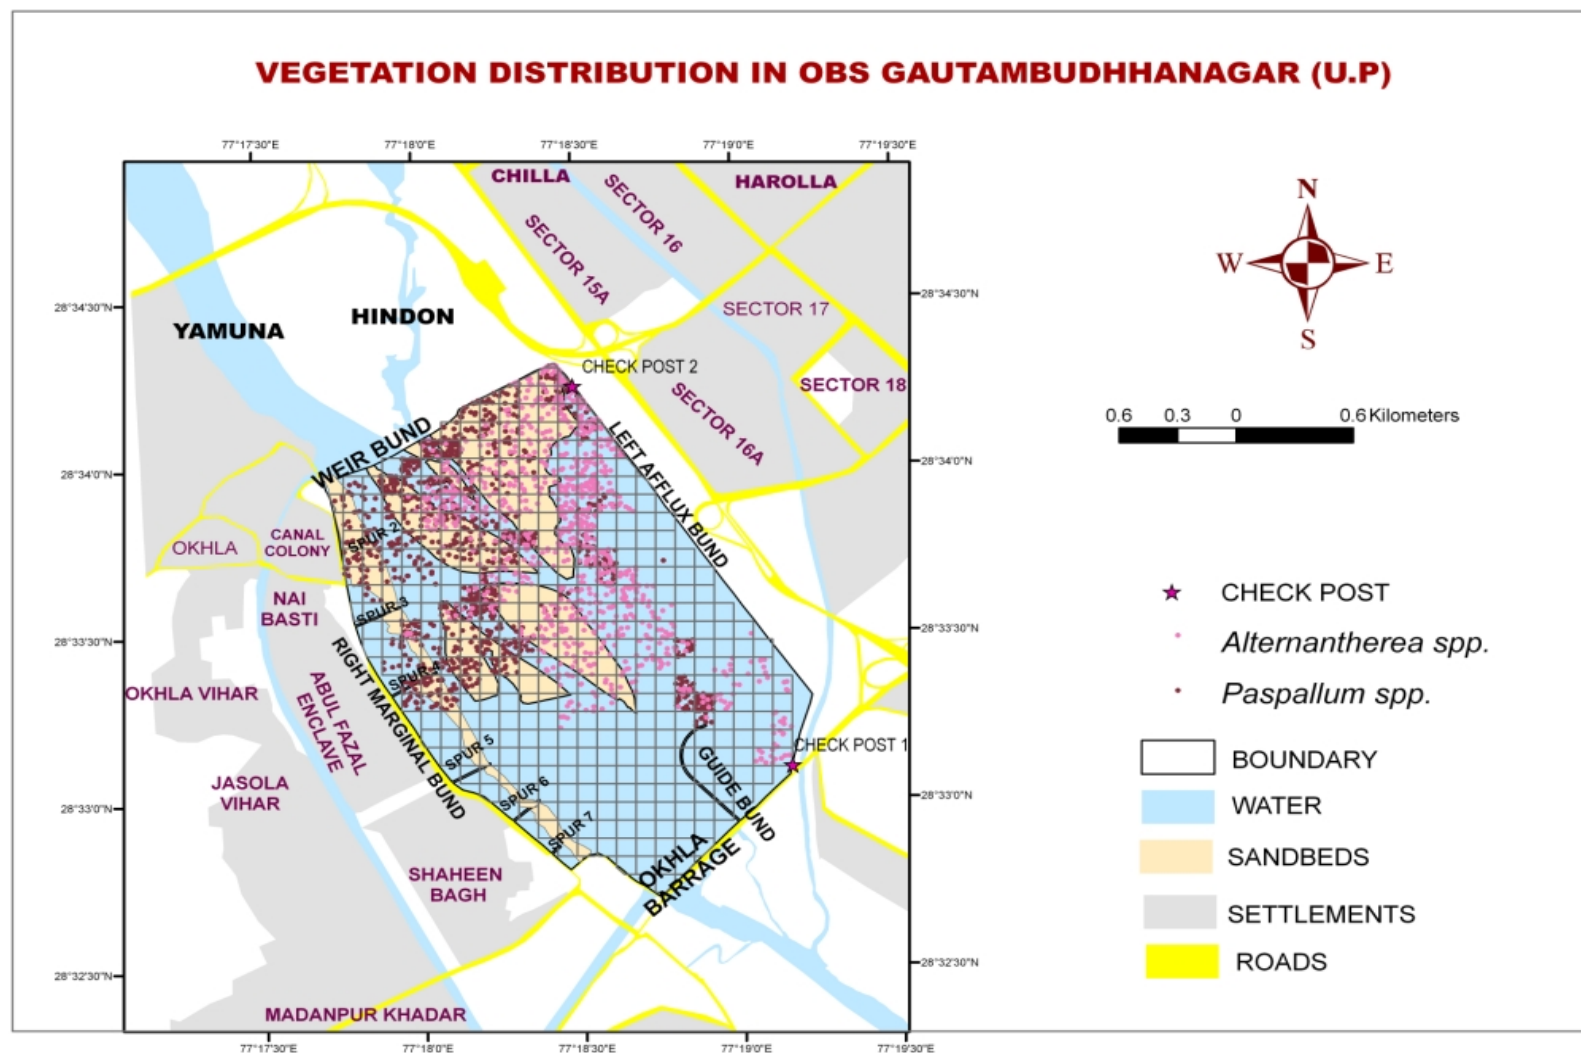 VEGETATION DISTRIBUTION IN OBS GAUTAMBUDHHANAGAR (U.P)
77°17'30"E
77°18'0"E
77°18'30"E
77°19'0"E
77°19'30"E
CHILLA
HAROLLA
SECTOR 16
SECTOR 15A
N
W
E
S
28°34'30"N
28°34'30"N
YAMUNA
HINDON
SECTOR 17
CHECK POST 2
SECTOR 18
SECTOR 16A
0.6
0.3
0
0.6 Kilometers
WEIR BUND
LEFT AFFLUX BUND
28°34'0"N
28°34'0"N
OKHLA
CANAL
COLONY
SPUR 2
NAI
BASTI
SPUR 3
CHECK POST
28°33'30"N
28°33'30"N
Alternantherea spp.
RIGHT MARGINAL BUND
SPUR 4
OKHLA VIHAR
ABUL FAZAL
ENCLAVE
Paspallum spp.
CHECK POST 1
SPUR 5
GUIDE BUND
BOUNDARY
JASOLA
VIHAR
SPUR 6
28°33'0"N
28°33'0"N
WATER
SPUR 7
OKHLA
BARRAGE
SANDBEDS
SHAHEEN
BAGH
SETTLEMENTS
28°32'30"N
28°32'30"N
ROADS
MADANPUR KHADAR
77°17'30"E
77°18'0"E
77°18'30"E
77°19'0"E
77°19'30"E